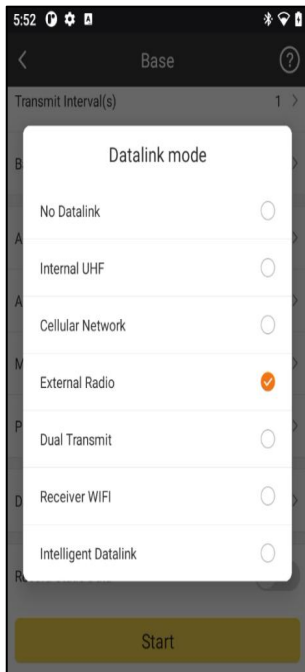 5:52
Base
?
Transmit Interval(s) 1 >
Datalink mode
No Datalink
Internal UHF
Cellular Network
External Radio
Dual Transmit
Receiver WIFI
Intelligent Datalink
Start